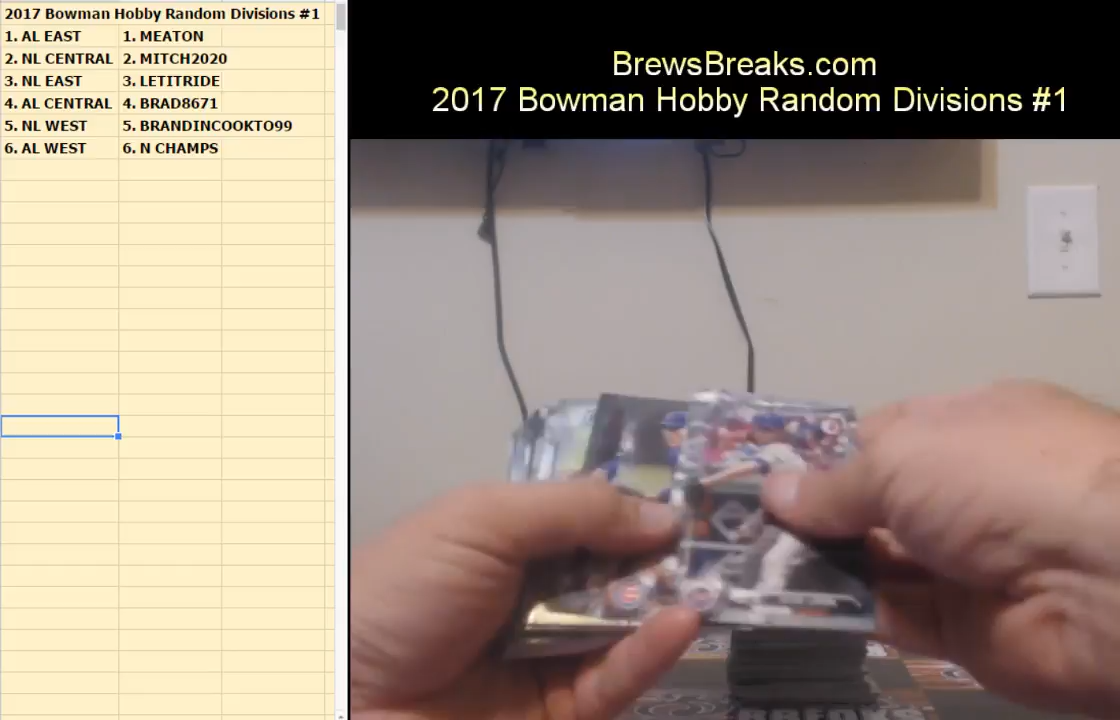 2017 Bowman Hobby Random Divisions #1
1. AL EAST 1. MEATON
2. NL CENTRAL 2. MITCH2020
3. NL EAST 3. LETITRIDE
4. AL CENTRAL 4. BRAD8671
5. NL WEST 5. BRANDINCOOKTO99
6. AL WEST 6. N CHAMPS
BrewsBreaks.com
2017 Bowman Hobby Random Divisions #1